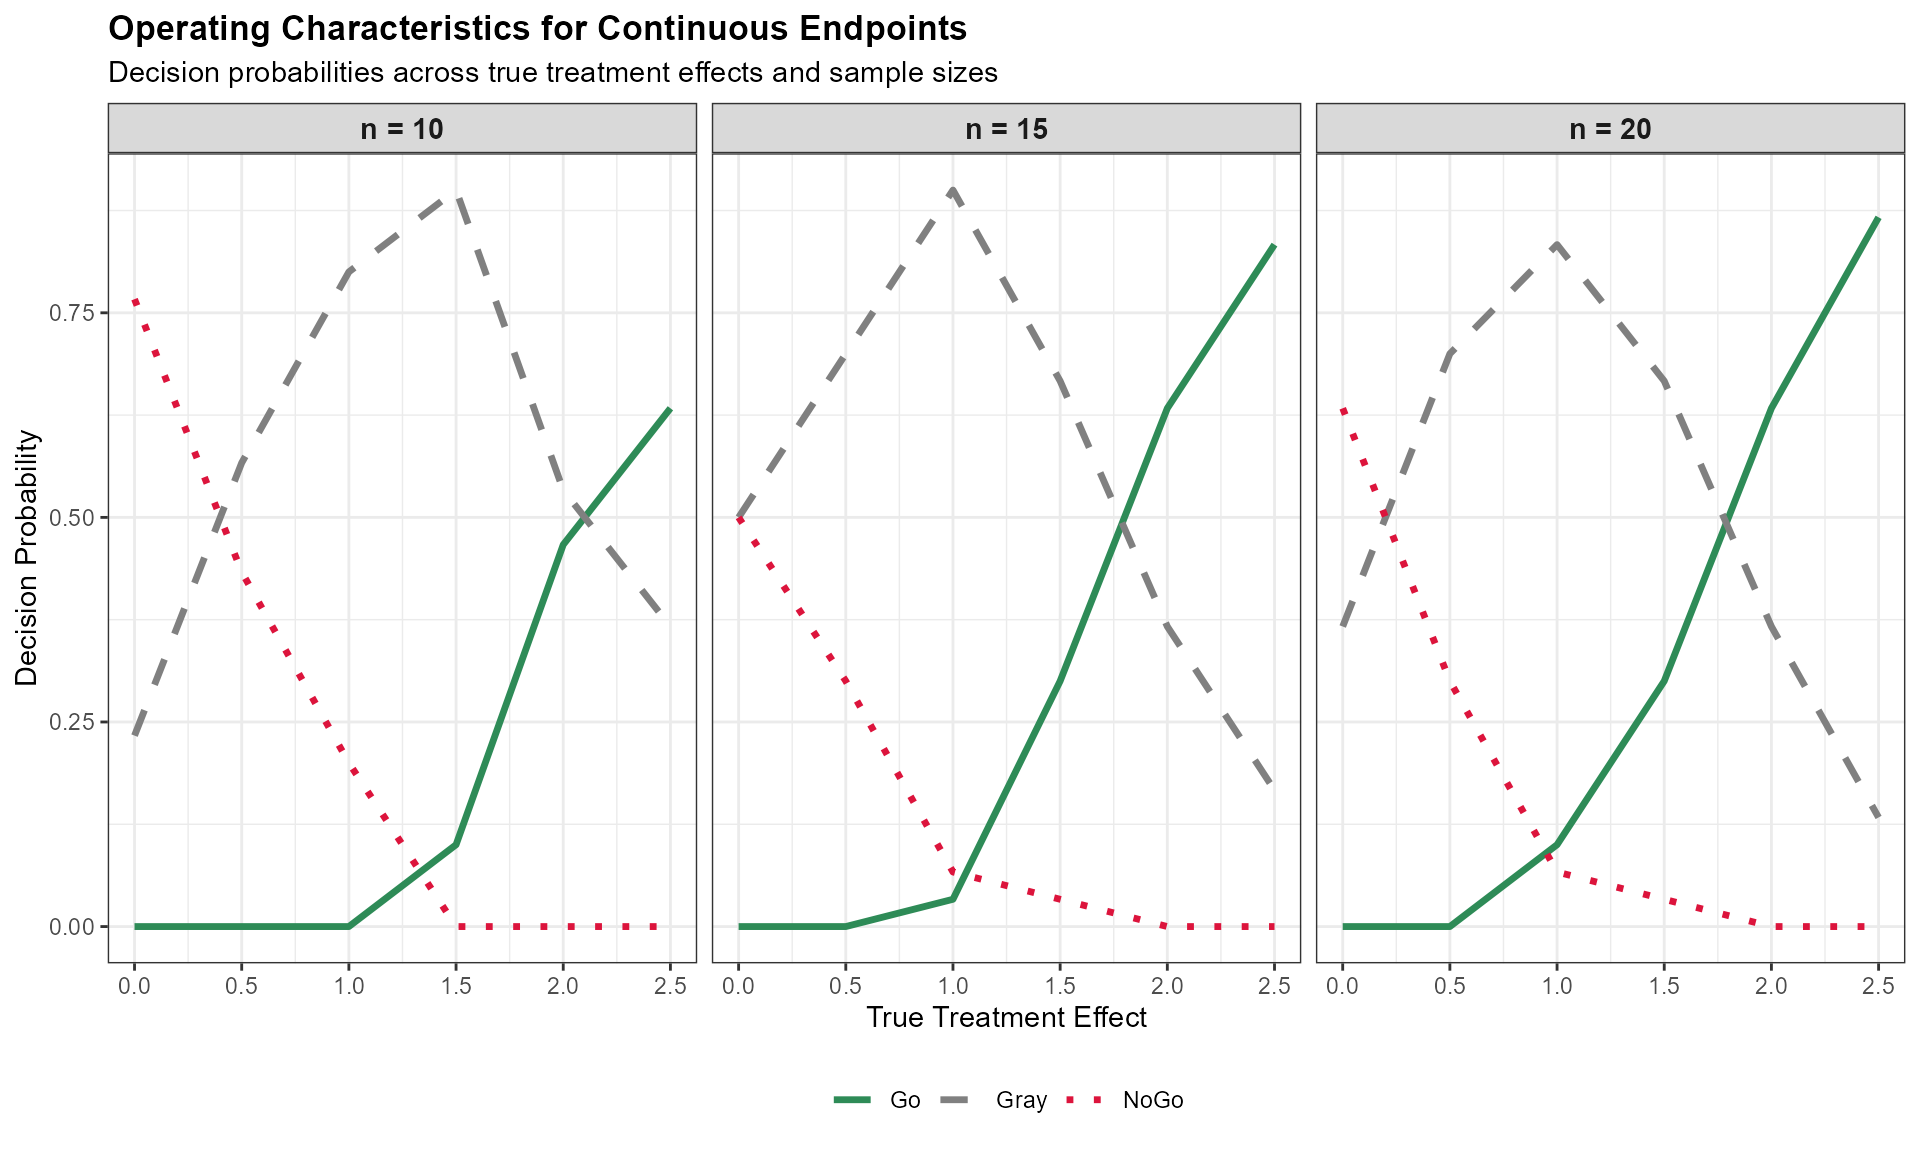 Operating Characteristics for Continuous Endpoints
Decision probabilities across true treatment effects and sample sizes
n = 10
n = 15
n = 20
Decision Probability
0.75
0.50
0.25
0.00
0.0 0.5 1.0 1.5 2.0 2.5
0.0 0.5 1.0 1.5 2.0 2.5
0.0 0.5 1.0 1.5 2.0 2.5
True Treatment Effect
Go Gray NoGo